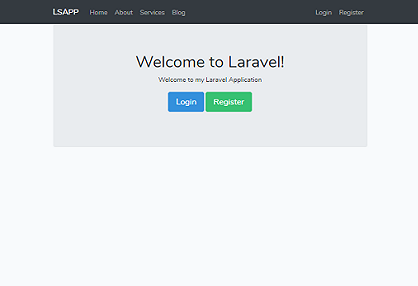 LSAPP Home About Services Blog Login Register
Welcome to Laravel!
Welcome to my Laravel Application
Login Register